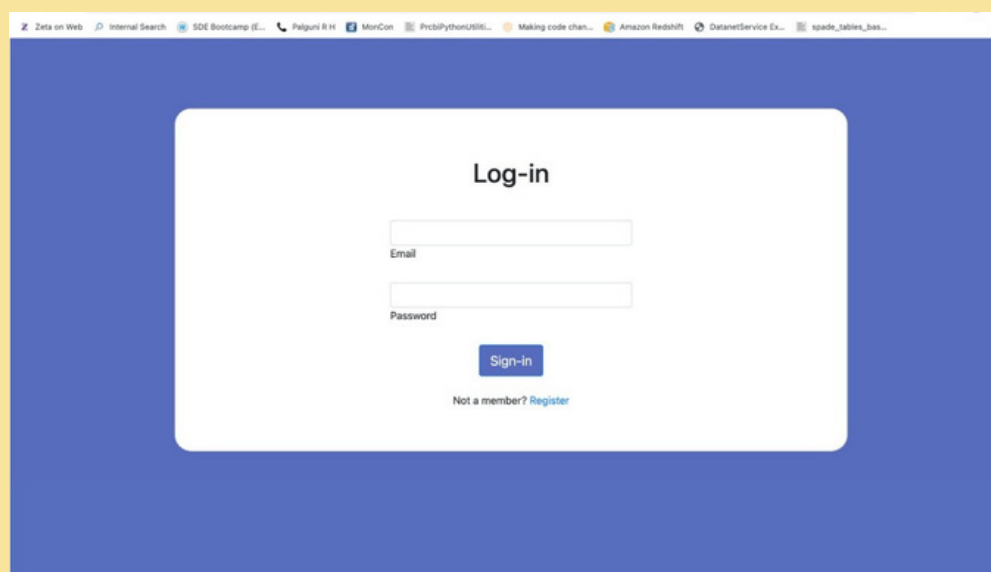 Zeta on Web Internal Search SDE Bootcamp (E... Palguni R H MonCon PrcbiPythonUtiliti... Making code chan... Amazon Redshift DatanetService Ex... spade_tables_bas...
Log-in
Email
Password
Sign-in
Not a member? Register